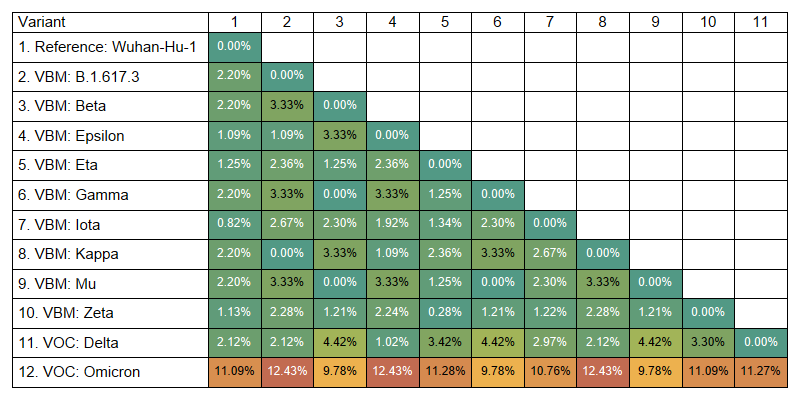 Variant 1 2 3 4 5 6 7 8 9 10 11
1. Reference: Wuhan-Hu-1 0.00%
2. VBM: B.1.617.3 2.20% 0.00%
3. VBM: Beta 2.20% 3.33% 0.00%
4. VBM: Epsilon 1.09% 1.09% 3.33% 0.00%
5. VBM: Eta 1.25% 2.36% 1.25% 2.36% 0.00%
6. VBM: Gamma 2.20% 3.33% 0.00% 3.33% 1.25% 0.00%
7. VBM: Iota 0.82% 2.67% 2.30% 1.92% 1.34% 2.30% 0.00%
8. VBM: Kappa 2.20% 0.00% 3.33% 1.09% 2.36% 3.33% 2.67% 0.00%
9. VBM: Mu 2.20% 3.33% 0.00% 3.33% 1.25% 0.00% 2.30% 3.33% 0.00%
10. VBM: Zeta 1.13% 2.28% 1.21% 2.24% 0.28% 1.21% 1.22% 2.28% 1.21% 0.00%
11. VOC: Delta 2.12% 2.12% 4.42% 1.02% 3.42% 4.42% 2.97% 2.12% 4.42% 3.30% 0.00%
12. VOC: Omicron 11.09% 12.43% 9.78% 12.43% 11.28% 9.78% 10.76% 12.43% 9.78% 11.09% 11.27%